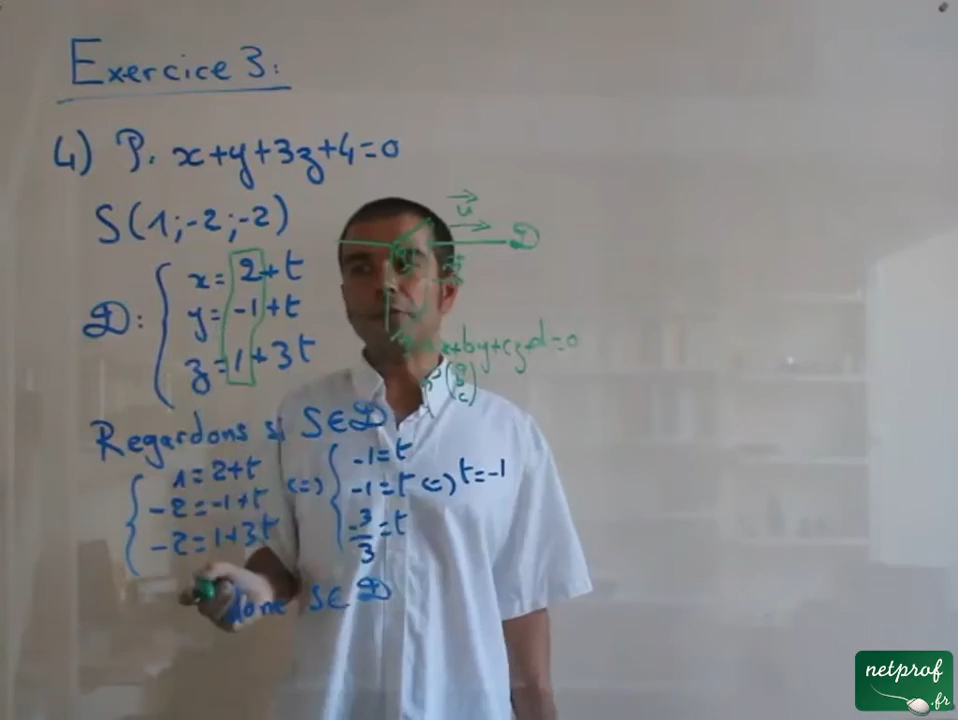 Exercice 3:
4) P: x+y+3z+4=0
S(1;-2;-2)
D: { x=2+t
y=-1+t
z=1+3t
u D
x+by+cz+d=0
Regardons si S∈D
{ 1=2+t
-2=-1+t
-2=1+3t
(=) { -1=t
-1=t
-3/3=t
(=) t=-1
donc S∈D
netprof
.fr